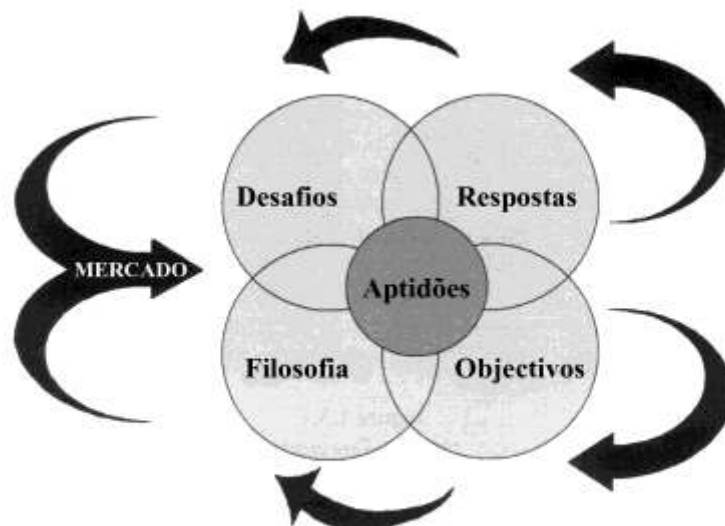 Desafios
Respostas
MERCADO
Aptidões
Filosofia
Objectivos